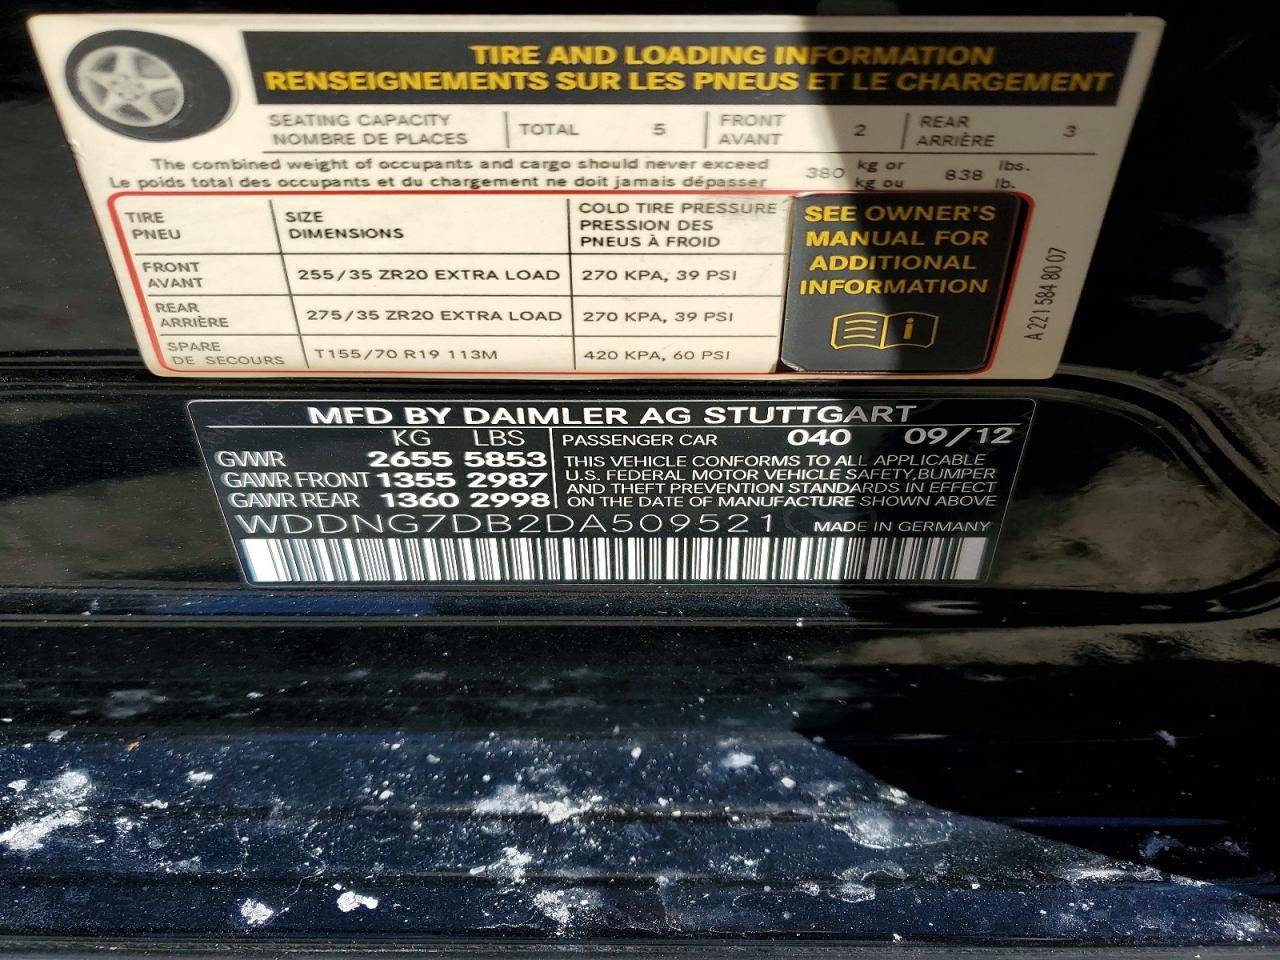 TIRE AND LOADING INFORMATION
RENSEIGNEMENTS SUR LES PNEUS ET LE CHARGEMENT
SEATING CAPACITY
NOMBRE DE PLACES
TOTAL 5
FRONT
AVANT
2
REAR
ARRIÈRE
3
The combined weight of occupants and cargo should never exceed
Le poids total des occupants et du chargement ne doit jamais dépasser
380
kg or
kg ou
838
lbs.
lb.
TIRE
PNEU
SIZE
DIMENSIONS
COLD TIRE PRESSURE
PRESSION DES
PNEUS À FROID
FRONT
AVANT
255/35 ZR20 EXTRA LOAD
270 KPA, 39 PSI
REAR
ARRIÈRE
275/35 ZR20 EXTRA LOAD
270 KPA, 39 PSI
SPARE
DE SECOURS
T155/70 R19 113M
420 KPA, 60 PSI
SEE OWNER'S
MANUAL FOR
ADDITIONAL
INFORMATION
i
A 221 584 80 07
MFD BY DAIMLER AG STUTTGART
KG LBS
GVWR 2655 5853
GAWR FRONT 1355 2987
GAWR REAR 1360 2998
PASSENGER CAR 040 09/12
THIS VEHICLE CONFORMS TO ALL APPLICABLE
U.S. FEDERAL MOTOR VEHICLE SAFETY,BUMPER
AND THEFT PREVENTION STANDARDS IN EFFECT
ON THE DATE OF MANUFACTURE SHOWN ABOVE
WDDNG7DB2DA509521 MADE IN GERMANY